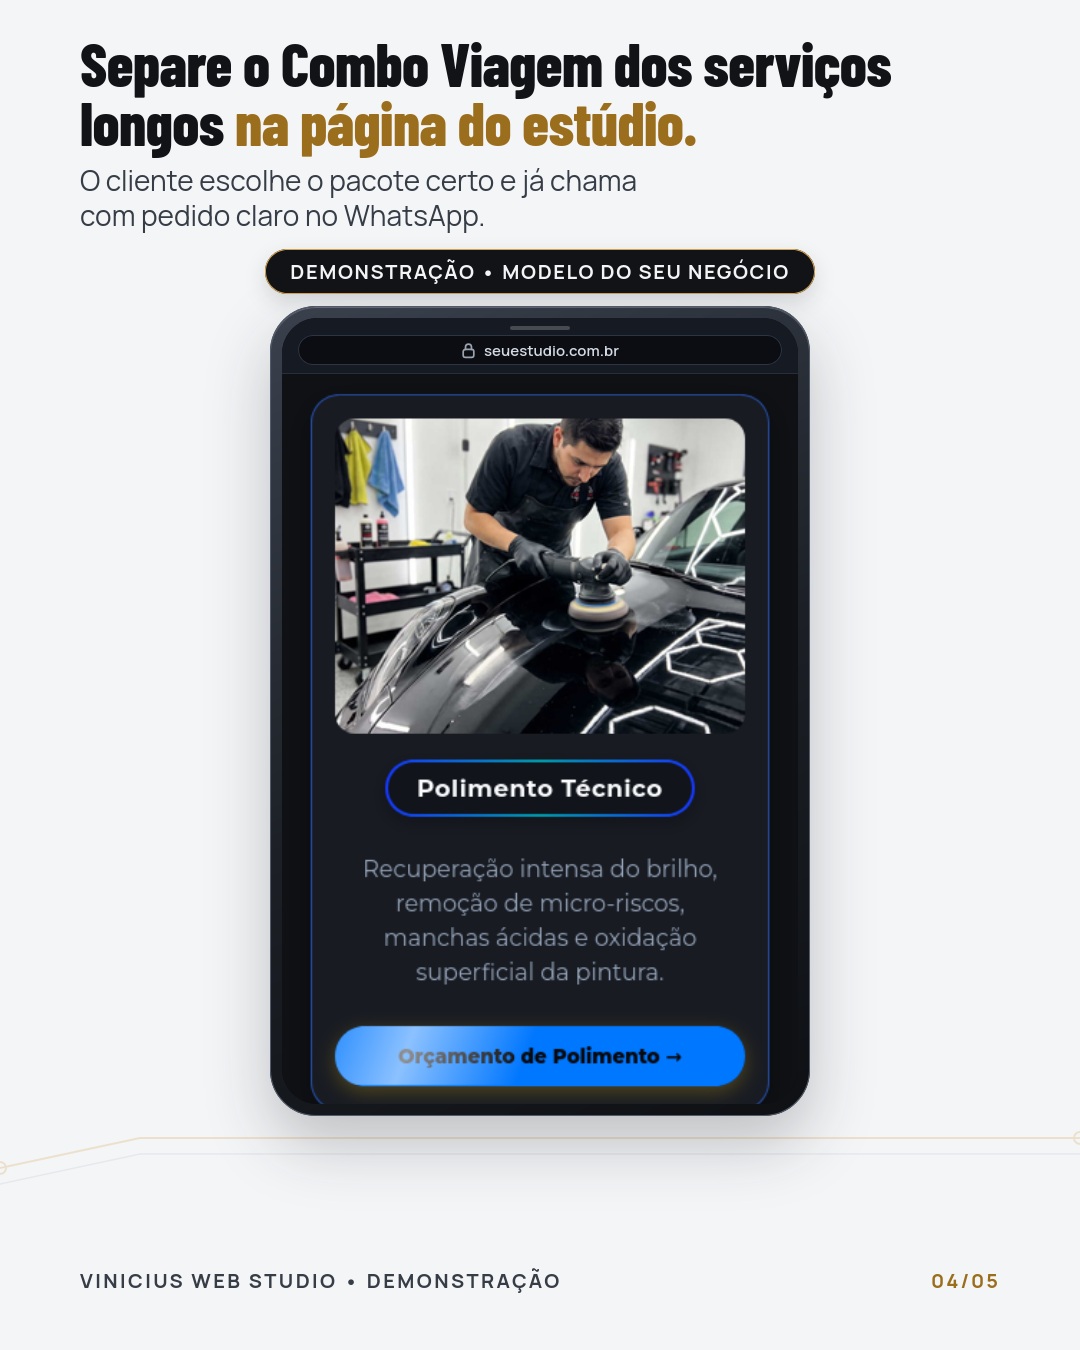 Separe o Combo Viagem dos serviços
longos na página do estúdio.
O cliente escolhe o pacote certo e já chama
com pedido claro no WhatsApp.
DEMONSTRAÇÃO • MODELO DO SEU NEGÓCIO
seuestudio.com.br
Polimento Técnico
Recuperação intensa do brilho,
remoção de micro-riscos,
manchas ácidas e oxidação
superficial da pintura.
Orçamento de Polimento →
VINICIUS WEB STUDIO • DEMONSTRAÇÃO
04/05